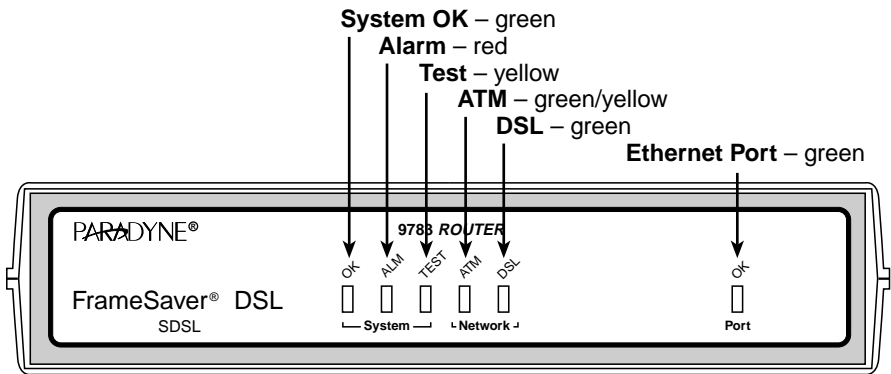 System OK – green
Alarm – red
Test – yellow
ATM – green/yellow
DSL – green
Ethernet Port – green
PARADYNE®
9783 ROUTER
OK ALM TEST ATM DSL OK
FrameSaver® DSL
SDSL
System Network Port